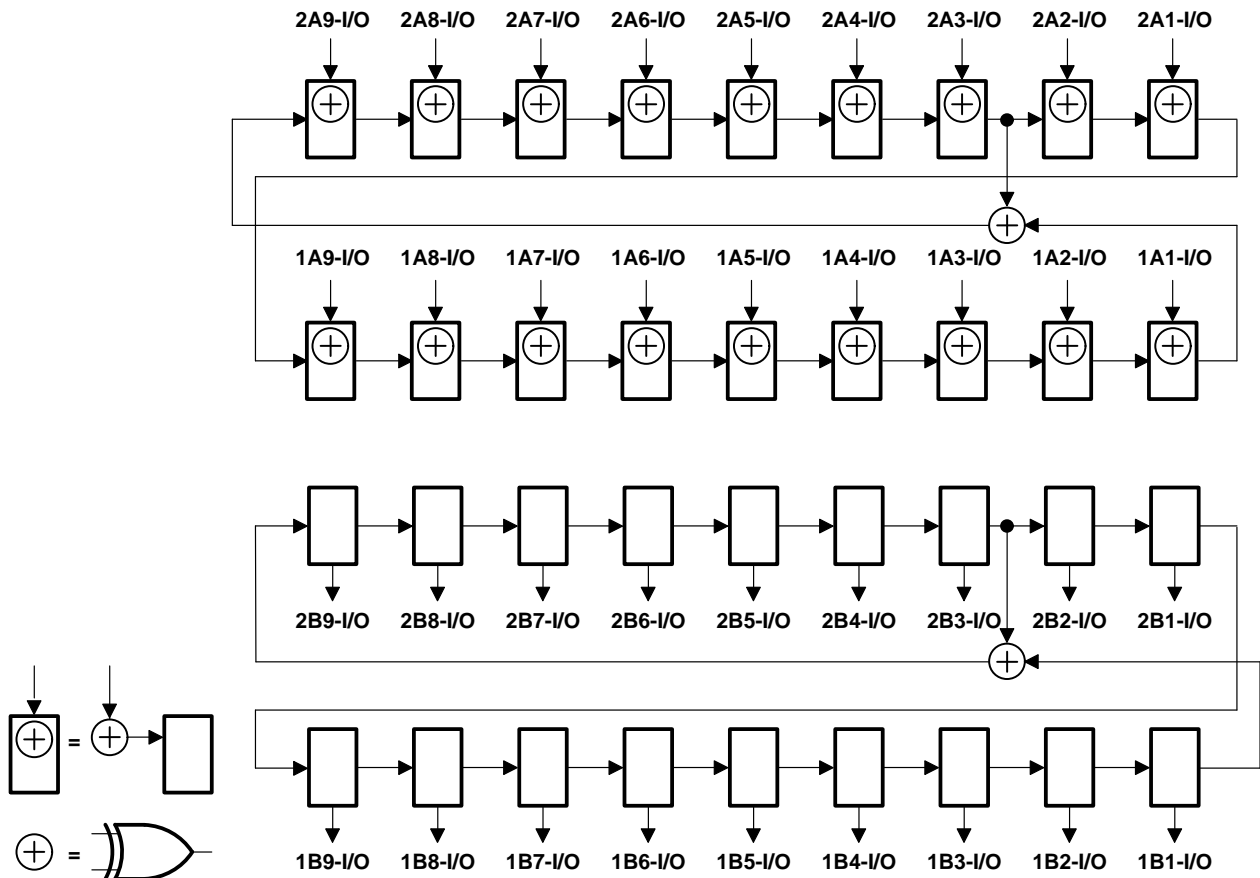 2A9-I/O 2A8-I/O 2A7-I/O 2A6-I/O 2A5-I/O 2A4-I/O 2A3-I/O 2A2-I/O 2A1-I/O
1A9-I/O 1A8-I/O 1A7-I/O 1A6-I/O 1A5-I/O 1A4-I/O 1A3-I/O 1A2-I/O 1A1-I/O
2B9-I/O 2B8-I/O 2B7-I/O 2B6-I/O 2B5-I/O 2B4-I/O 2B3-I/O 2B2-I/O 2B1-I/O
=
=
1B9-I/O 1B8-I/O 1B7-I/O 1B6-I/O 1B5-I/O 1B4-I/O 1B3-I/O 1B2-I/O 1B1-I/O